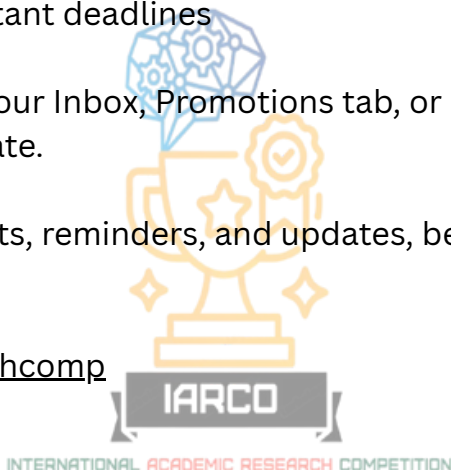 tant deadlines
our Inbox, Promotions tab, or
ate.
ts, reminders, and updates, be
hcomp
IARCO
INTERNATIONAL ACADEMIC RESEARCH COMPETITION